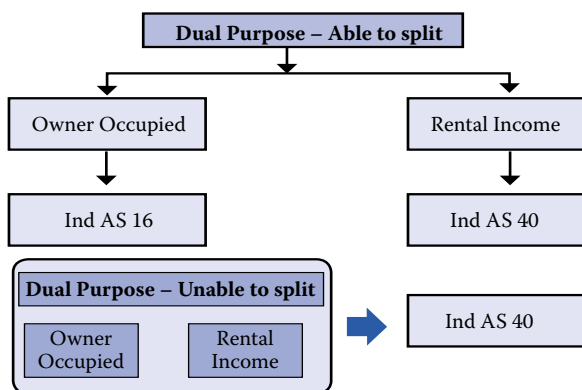 Dual Purpose – Able to split
Owner Occupied
Rental Income
Ind AS 16
Ind AS 40
Dual Purpose – Unable to split
Owner
Occupied
Rental
Income
Ind AS 40